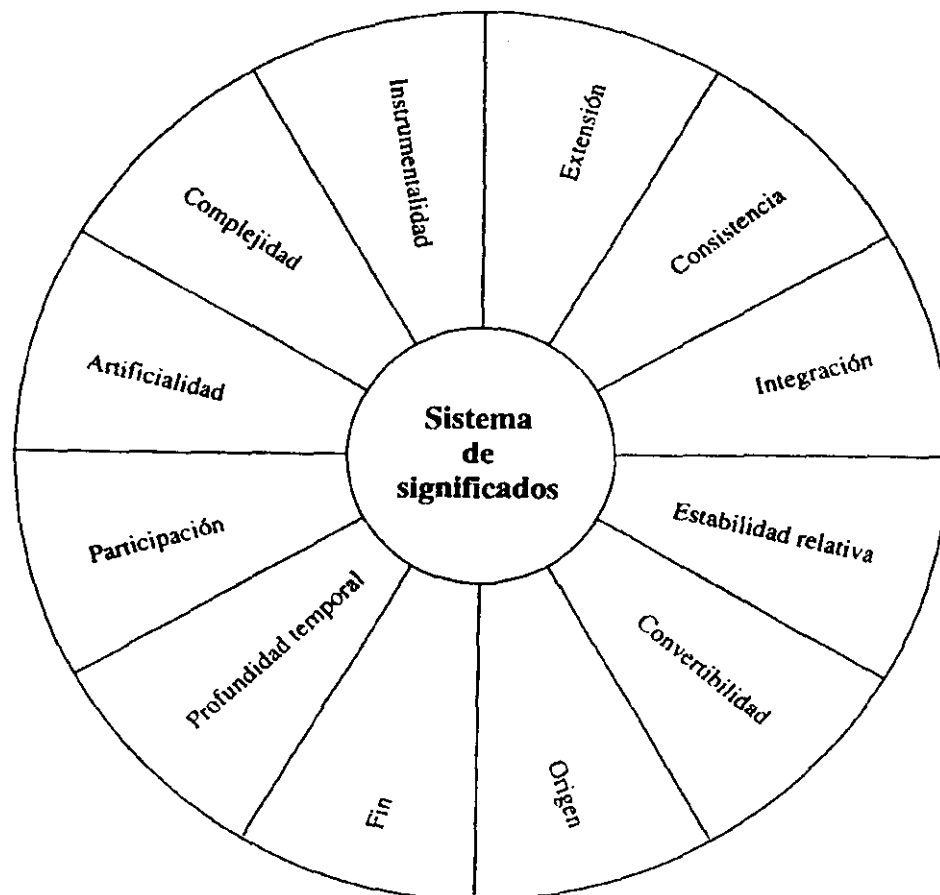 Extensión
Consistencia
Integración
Estabilidad relativa
Convertibilidad
Origen
Fin
Profundidad temporal
Participación
Artificialidad
Complejidad
Instrumentalidad
Sistema
de
significados